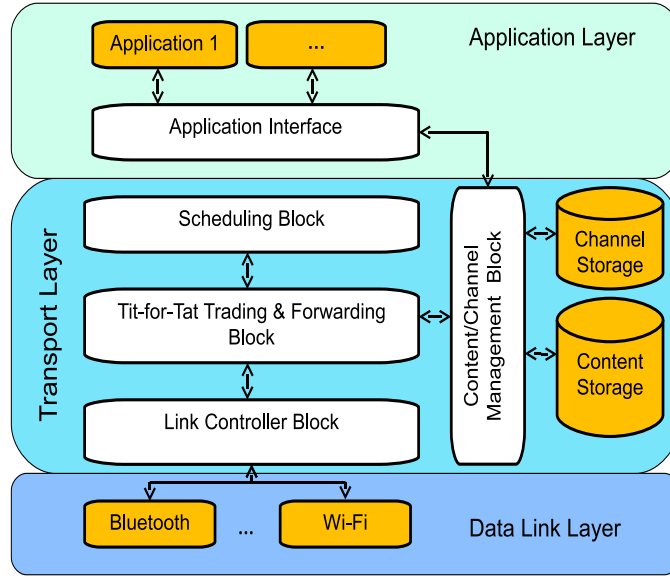 Application 1
...
Application Layer
Application Interface
Transport Layer
Scheduling Block
Tit-for-Tat Trading & Forwarding
Block
Link Controller Block
Content/Channel
Management Block
Channel
Storage
Content
Storage
Bluetooth
...
Wi-Fi
Data Link Layer